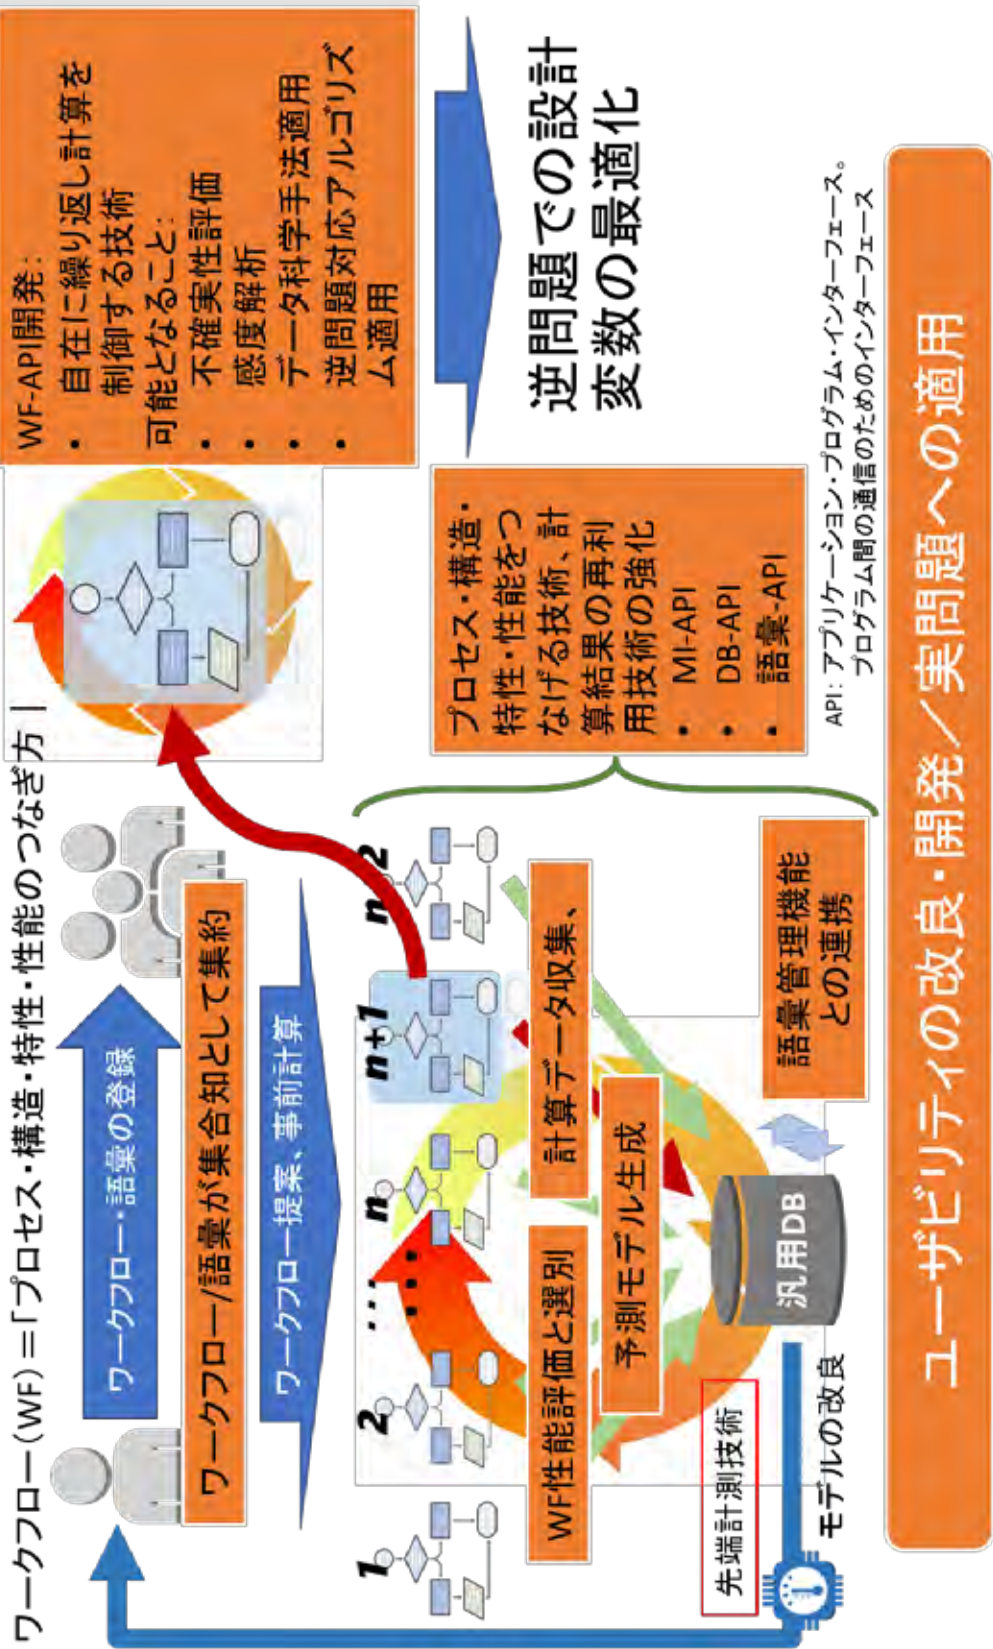 ワークフロー(WF)=「プロセス・構造・特性・性能のつなぎ方」
ワークフロー・語彙の登録
ワークフロー/語彙が集合知として集約
ワークフロー提案、事前計算
1
2
……
n
n+1
n
2
WF性能評価と選別
計算データ収集、
予測モデル生成
汎用DB
語彙管理機能
との連携
先端計測技術
モデルの改良
WF-API開発:
• 自在に繰り返し計算を
制御する技術
可能となること:
• 不確実性評価
• 感度解析
• データ科学手法適用
• 逆問題対応アルゴリズ
ム適用
プロセス・構造・
特性・性能をつ
なげる技術、計
算結果の再利
用技術の強化
• MI-API
• DB-API
• 語彙-API
逆問題での設計
変数の最適化
API: アプリケーション・プログラム・インターフェース。
プログラム間の通信のためのインターフェース
ユーザビリティの改良・開発/実問題への適用